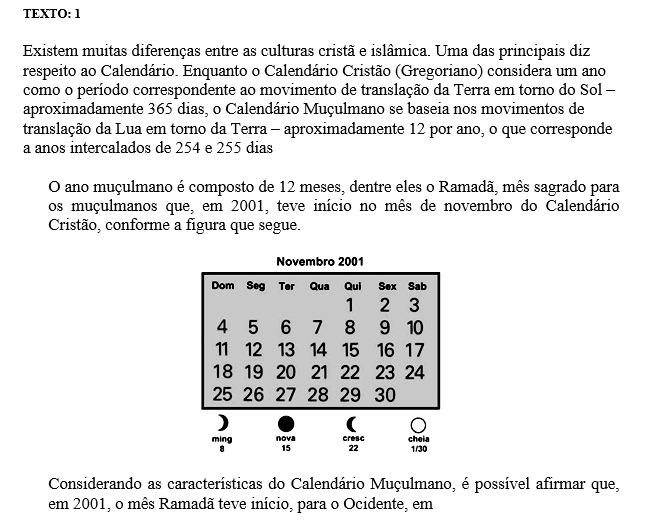 TEXTO: 1
Existem muitas diferenças entre as culturas cristã e islâmica. Uma das principais diz
respeito ao Calendário. Enquanto o Calendário Cristão (Gregoriano) considera um ano
como o período correspondente ao movimento de translação da Terra em torno do Sol –
aproximadamente 365 dias, o Calendário Muçulmano se baseia nos movimentos de
translação da Lua em torno da Terra – aproximadamente 12 por ano, o que corresponde
a anos intercalados de 254 e 255 dias
O ano muçulmano é composto de 12 meses, dentre eles o Ramadã, mês sagrado para
os muçulmanos que, em 2001, teve início no mês de novembro do Calendário
Cristão, conforme a figura que segue.
Novembro 2001
Dom Seg Ter Qua Qui Sex Sab
1 2 3
4 5 6 7 8 9 10
11 12 13 14 15 16 17
18 19 20 21 22 23 24
25 26 27 28 29 30
ming nova cresc cheia
8 15 22 1/30
Considerando as características do Calendário Muçulmano, é possível afirmar que,
em 2001, o mês Ramadã teve início, para o Ocidente, em